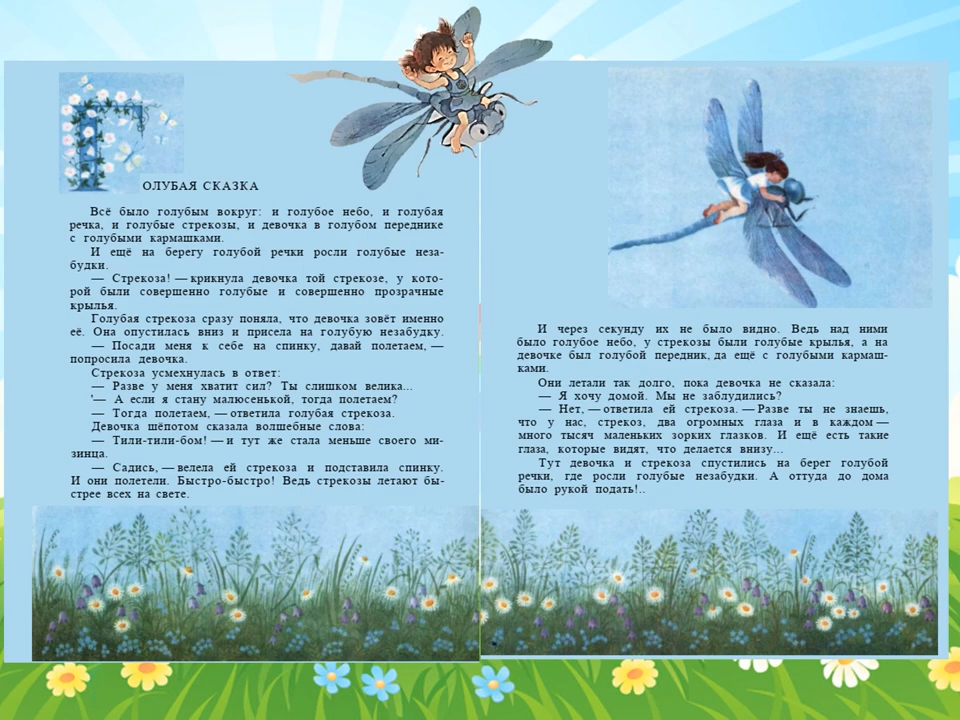 ГОЛУБАЯ СКАЗКА
Всё было голубым вокруг: и голубое небо, и голубая
речка, и голубые стрекозы, и девочка в голубом переднике
с голубыми кармашками.
И ещё на берегу голубой речки росли голубые неза-
будки.
— Стрекоза! — крикнула девочка той стрекозе, у кото-
рой были совершенно голубые и совершенно прозрачные
крылья.
Голубая стрекоза сразу поняла, что девочка зовёт именно
её. Она опустилась вниз и присела на голубую незабудку.
— Посади меня к себе на спинку, давай полетаем, —
попросила девочка.
Стрекоза усмехнулась в ответ:
— Разве у меня хватит сил? Ты слишком велика...
'— А если я стану малюсенькой, тогда полетаем?
— Тогда полетаем, — ответила голубая стрекоза.
Девочка шёпотом сказала волшебные слова:
— Тили-тили-бом! — и тут же стала меньше своего ми-
зинца.
— Садись, — велела ей стрекоза и подставила спинку.
И они полетели. Быстро-быстро! Ведь стрекозы летают бы-
стрее всех на свете.
И через секунду их не было видно. Ведь над ними
было голубое небо, у стрекозы были голубые крылья, а на
девочке был голубой передник, да ещё с голубыми кармаш-
ками.
Они летали так долго, пока девочка не сказала:
— Я хочу домой. Мы не заблудились?
— Нет, — ответила ей стрекоза. — Разве ты не знаешь,
что у нас, стрекоз, два огромных глаза и в каждом —
много тысяч маленьких зорких глазков. И ещё есть такие
глаза, которые видят, что делается внизу...
Тут девочка и стрекоза спустились на берег голубой
речки, где росли голубые незабудки. А оттуда до дома
было рукой подать!..